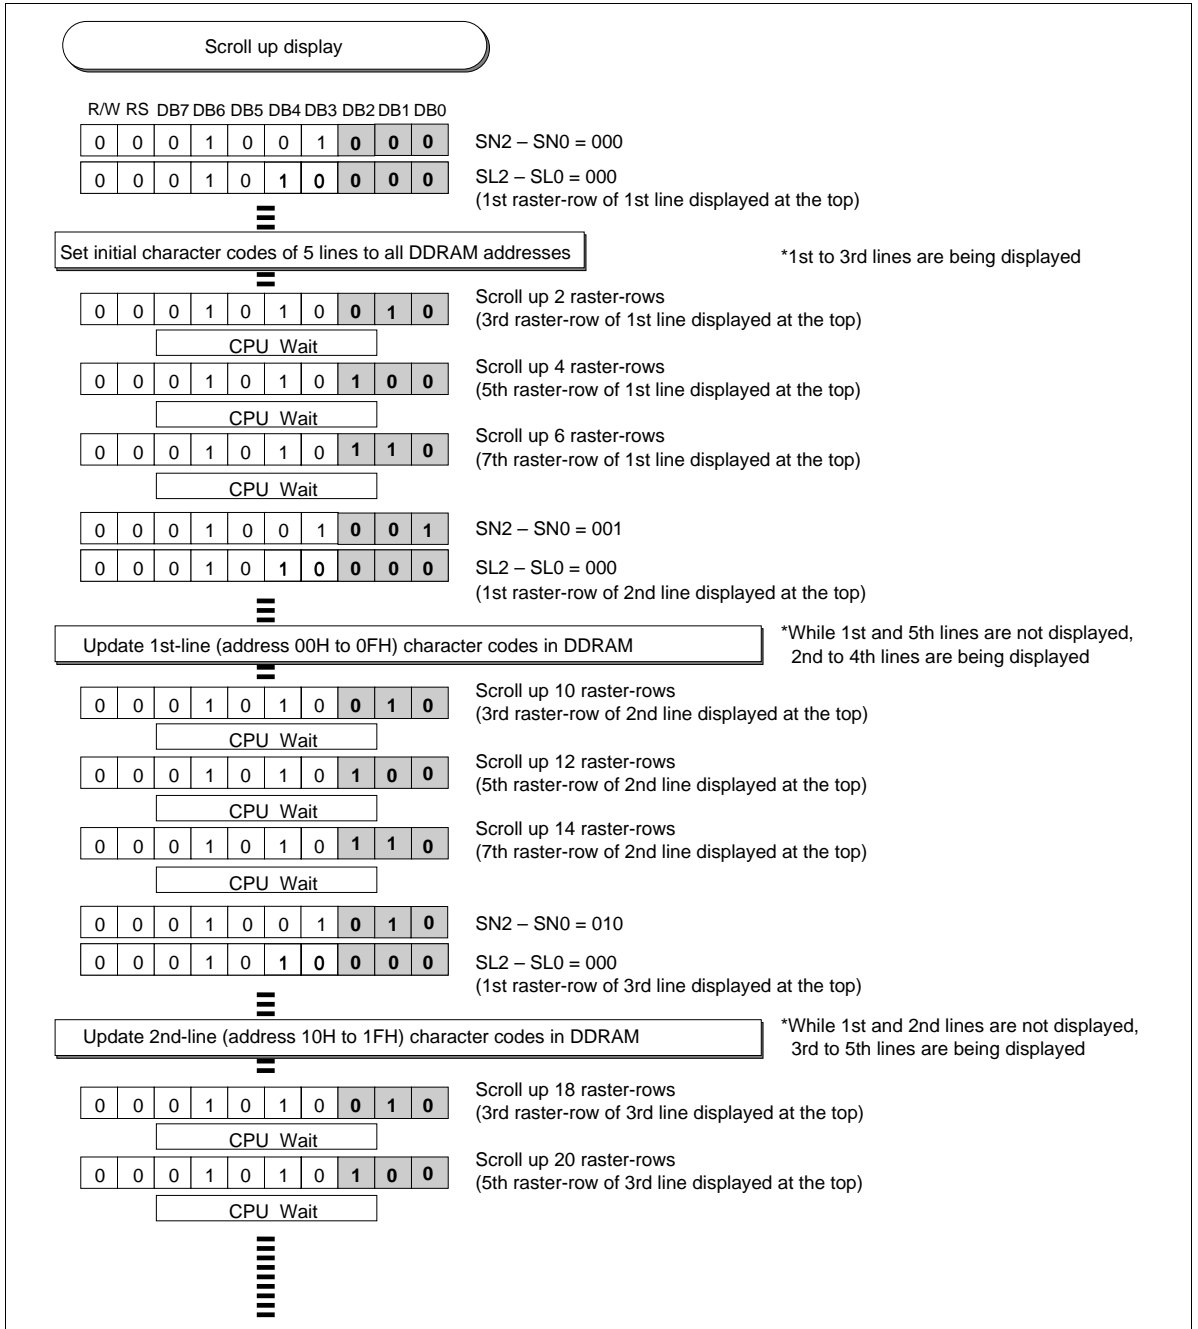 Scroll up display
R/W RS DB7 DB6 DB5 DB4 DB3 DB2 DB1 DB0
0 0 0 1 0 0 1 0 0 0 SN2 – SN0 = 000
0 0 0 1 0 1 0 0 0 0 SL2 – SL0 = 000
(1st raster-row of 1st line displayed at the top)
Set initial character codes of 5 lines to all DDRAM addresses
*1st to 3rd lines are being displayed
0 0 0 1 0 1 0 0 1 0 Scroll up 2 raster-rows
(3rd raster-row of 1st line displayed at the top)
CPU Wait
0 0 0 1 0 1 0 1 0 0 Scroll up 4 raster-rows
(5th raster-row of 1st line displayed at the top)
CPU Wait
0 0 0 1 0 1 0 1 1 0 Scroll up 6 raster-rows
(7th raster-row of 1st line displayed at the top)
CPU Wait
0 0 0 1 0 0 1 0 0 1 SN2 – SN0 = 001
0 0 0 1 0 1 0 0 0 0 SL2 – SL0 = 000
(1st raster-row of 2nd line displayed at the top)
Update 1st-line (address 00H to 0FH) character codes in DDRAM
*While 1st and 5th lines are not displayed,
2nd to 4th lines are being displayed
0 0 0 1 0 1 0 0 1 0 Scroll up 10 raster-rows
(3rd raster-row of 2nd line displayed at the top)
CPU Wait
0 0 0 1 0 1 0 1 0 0 Scroll up 12 raster-rows
(5th raster-row of 2nd line displayed at the top)
CPU Wait
0 0 0 1 0 1 0 1 1 0 Scroll up 14 raster-rows
(7th raster-row of 2nd line displayed at the top)
CPU Wait
0 0 0 1 0 0 1 0 1 0 SN2 – SN0 = 010
0 0 0 1 0 1 0 0 0 0 SL2 – SL0 = 000
(1st raster-row of 3rd line displayed at the top)
Update 2nd-line (address 10H to 1FH) character codes in DDRAM
*While 1st and 2nd lines are not displayed,
3rd to 5th lines are being displayed
0 0 0 1 0 1 0 0 1 0 Scroll up 18 raster-rows
(3rd raster-row of 3rd line displayed at the top)
CPU Wait
0 0 0 1 0 1 0 1 0 0 Scroll up 20 raster-rows
(5th raster-row of 3rd line displayed at the top)
CPU Wait